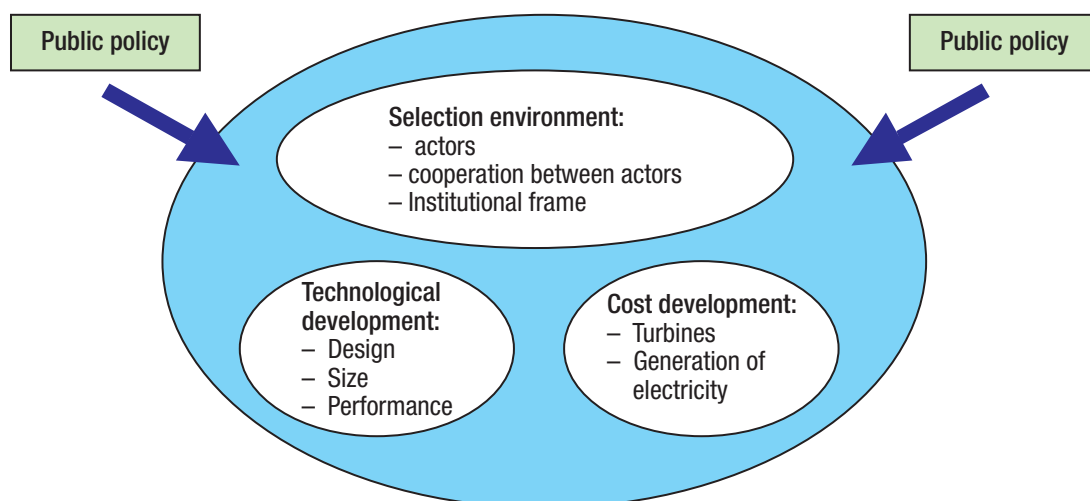 Public policy
Public policy
Selection environment:
– actors
– cooperation between actors
– Institutional frame
Technological
development:
– Design
– Size
– Performance
Cost development:
– Turbines
– Generation of
electricity